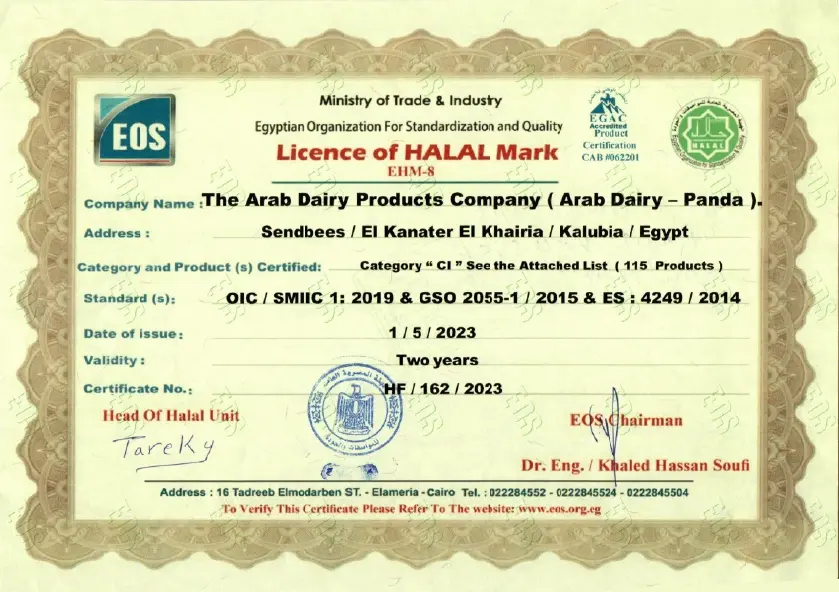 EOS
Ministry of Trade & Industry
Egyptian Organization For Standardization and Quality
Licence of HALAL Mark
EHM-8
EGAC
Accredited
Product
Certification
CAB #062201
HALAL
Company Name : The Arab Dairy Products Company ( Arab Dairy – Panda ).
Address : Sendbees / El Kanater El Khairia / Kalubia / Egypt
Category and Product (s) Certified: Category “ CI ” See the Attached List ( 115 Products )
Standard (s): OIC / SMIIC 1: 2019 & GSO 2055-1 / 2015 & ES : 4249 / 2014
Date of issue: 1 / 5 / 2023
Validity : Two years
Certificate No.: HF / 162 / 2023
Head Of Halal Unit
EOS Chairman
Tareky
Dr. Eng. / Khaled Hassan Soufi
Address : 16 Tadreeb Elmodarben ST. - Elameria - Cairo Tel. : 022284552 - 0222845524 - 0222845504
To Verify This Certificate Please Refer To The website: www.eos.org.eg